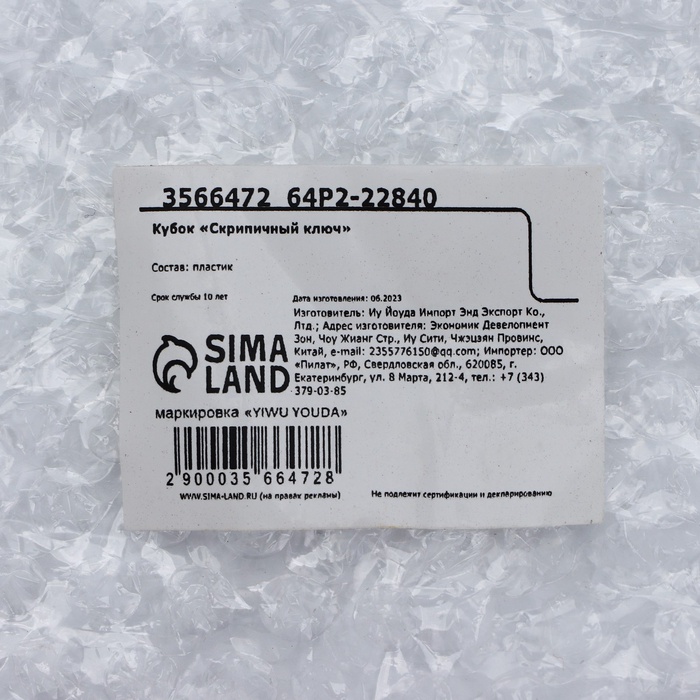 3566472 64P2-22840
Кубок «Скрипичный ключ»
Состав: пластик
Срок службы 10 лет
Дата изготовления: 06.2023
Изготовитель: Иу Йоуда Импорт Энд Экспорт Ко.,
Лтд.; Адрес изготовителя: Экономик Девелопмент
Зон, Чоу Жианг Стр., Иу Сити, Чжэцзян Провинс,
Китай, e-mail: 2355776150@qq.com; Импортер: ООО
«Пилат», РФ, Свердловская обл., 620085, г.
Екатеринбург, ул. 8 Марта, 212-4, тел.: +7 (343)
379-03-85
SIMA
LAND
маркировка «YIWU YOUDA»
2 900035 664728
WWW.SIMA-LAND.RU (на правах рекламы)
Не подлежит сертификации и декларированию